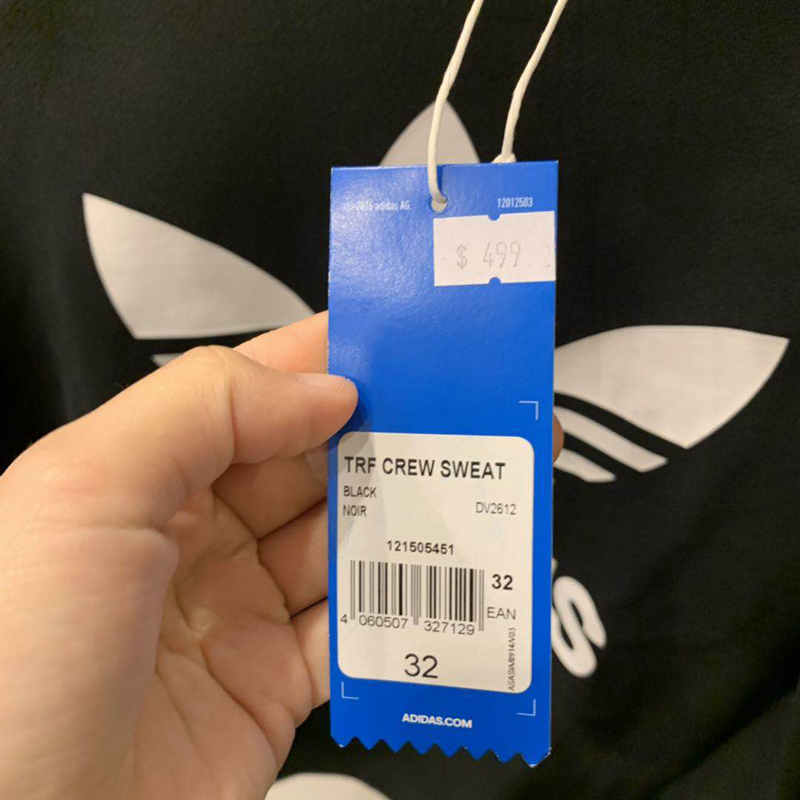 © 2016 adidas AG
12012503
$ 499.
TRF CREW SWEAT
BLACK
NOIR
DV2612
121505451
32
EAN
4 060507 327129
32
ADIDAS.COM
S